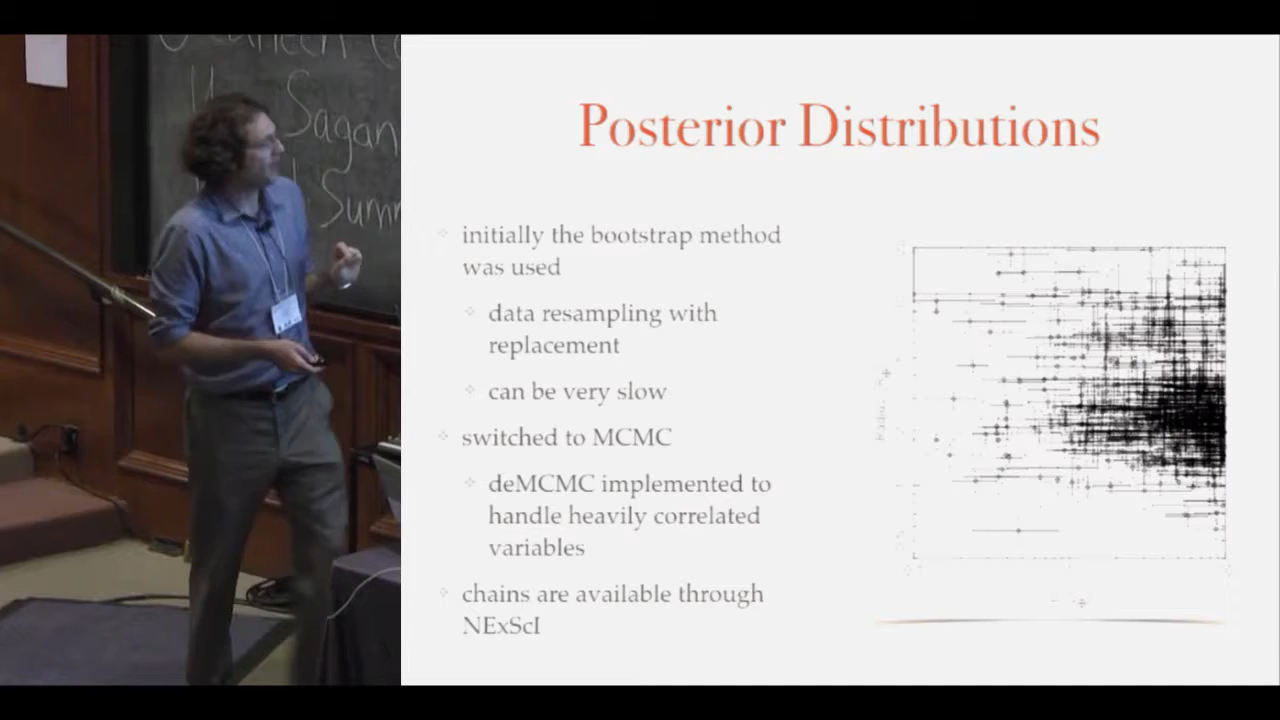 Sagan
Summ
Posterior Distributions
initially the bootstrap method
was used
data resampling with
replacement
can be very slow
switched to MCMC
deMCMC implemented to
handle heavily correlated
variables
chains are available through
NExScI